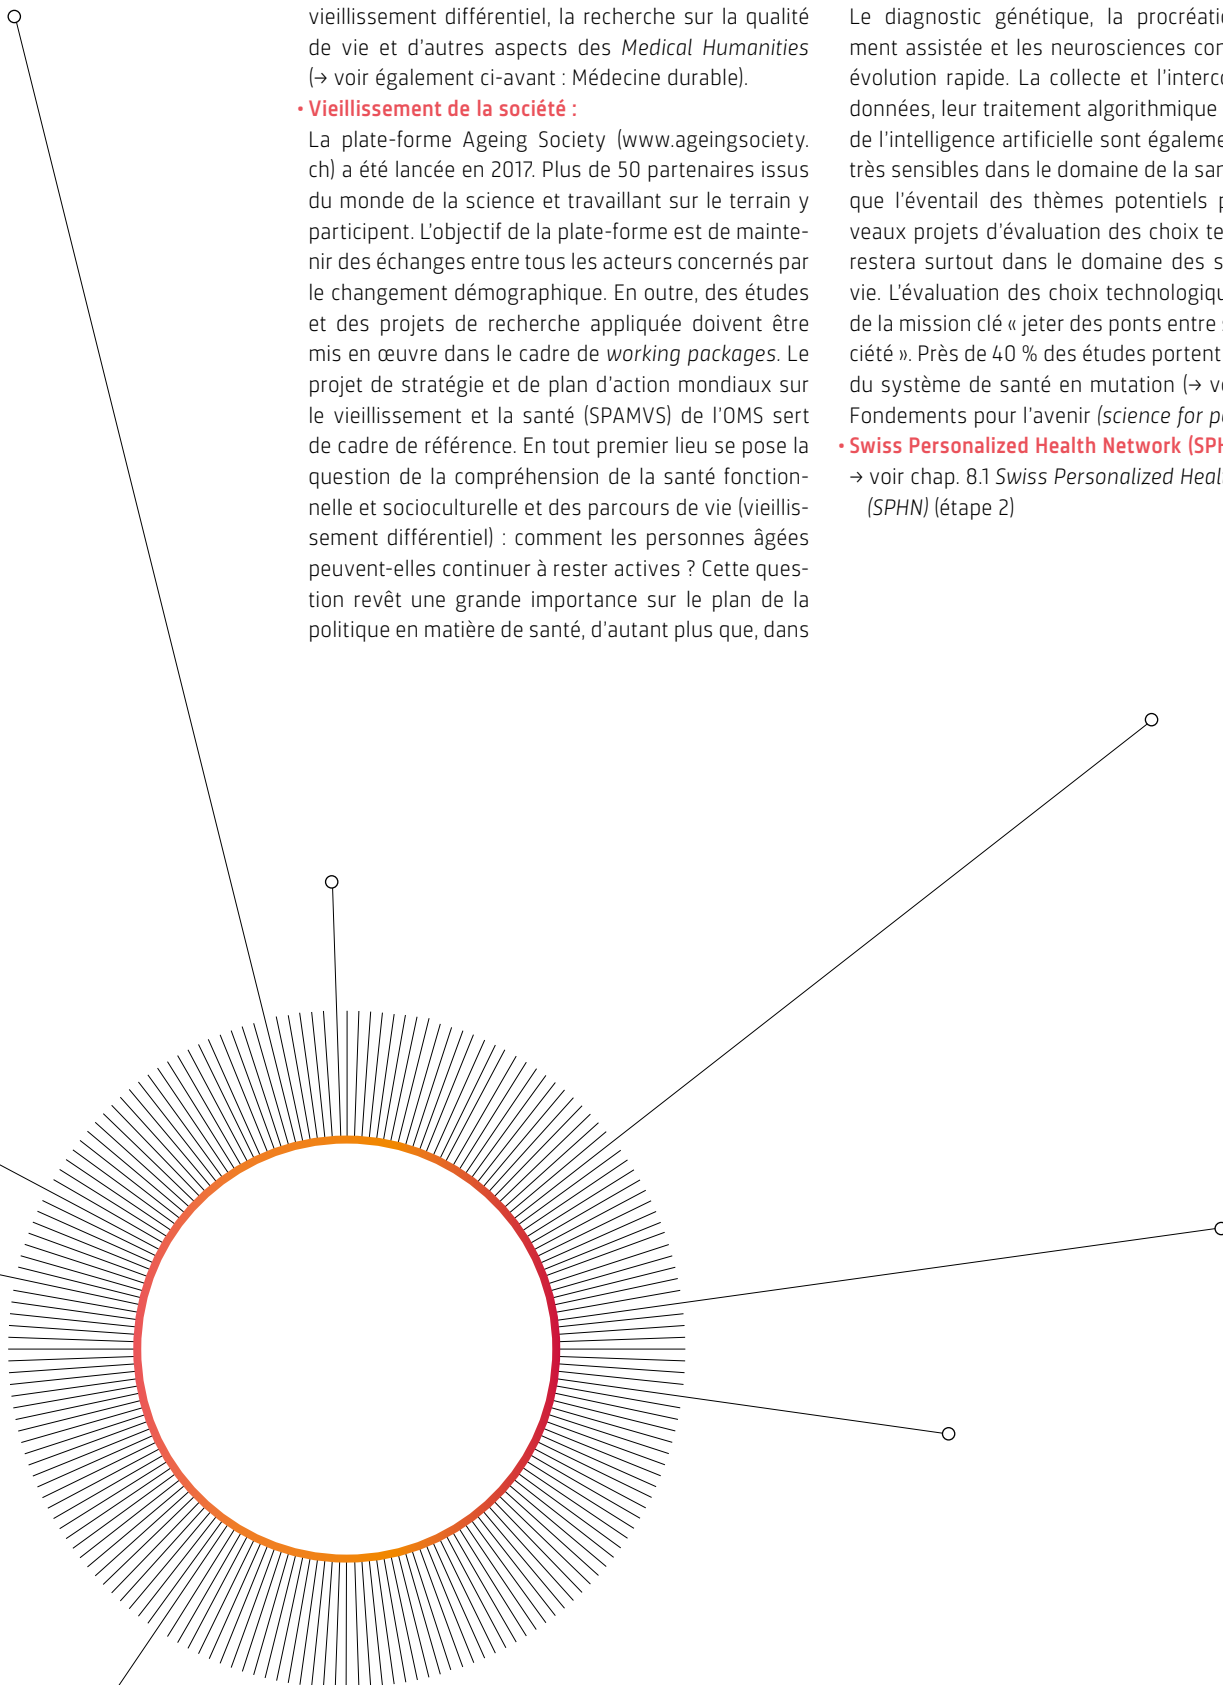 vieillissement différentiel, la recherche sur la qualité
de vie et d'autres aspects des Medical Humanities
(→ voir également ci-avant : Médecine durable).
• Vieillissement de la société :
La plate-forme Ageing Society (www.ageingsociety.
ch) a été lancée en 2017. Plus de 50 partenaires issus
du monde de la science et travaillant sur le terrain y
participent. L'objectif de la plate-forme est de mainte-
nir des échanges entre tous les acteurs concernés par
le changement démographique. En outre, des études
et des projets de recherche appliquée doivent être
mis en œuvre dans le cadre de working packages. Le
projet de stratégie et de plan d'action mondiaux sur
le vieillissement et la santé (SPAMVS) de l'OMS sert
de cadre de référence. En tout premier lieu se pose la
question de la compréhension de la santé fonction-
nelle et socioculturelle et des parcours de vie (vieillis-
sement différentiel) : comment les personnes âgées
peuvent-elles continuer à rester actives ? Cette ques-
tion revêt une grande importance sur le plan de la
politique en matière de santé, d'autant plus que, dans
Le diagnostic génétique, la procréatio
ment assistée et les neurosciences con
évolution rapide. La collecte et l'interco
données, leur traitement algorithmique
de l'intelligence artificielle sont égaleme
très sensibles dans le domaine de la san
que l'éventail des thèmes potentiels p
veaux projets d'évaluation des choix te
restera surtout dans le domaine des s
vie. L'évaluation des choix technologiqu
de la mission clé « jeter des ponts entre
ciété ». Près de 40 % des études portent
du système de santé en mutation (→ vo
Fondements pour l'avenir (science for po
• Swiss Personalized Health Network (SPH
→ voir chap. 8.1 Swiss Personalized Healt
(SPHN) (étape 2)